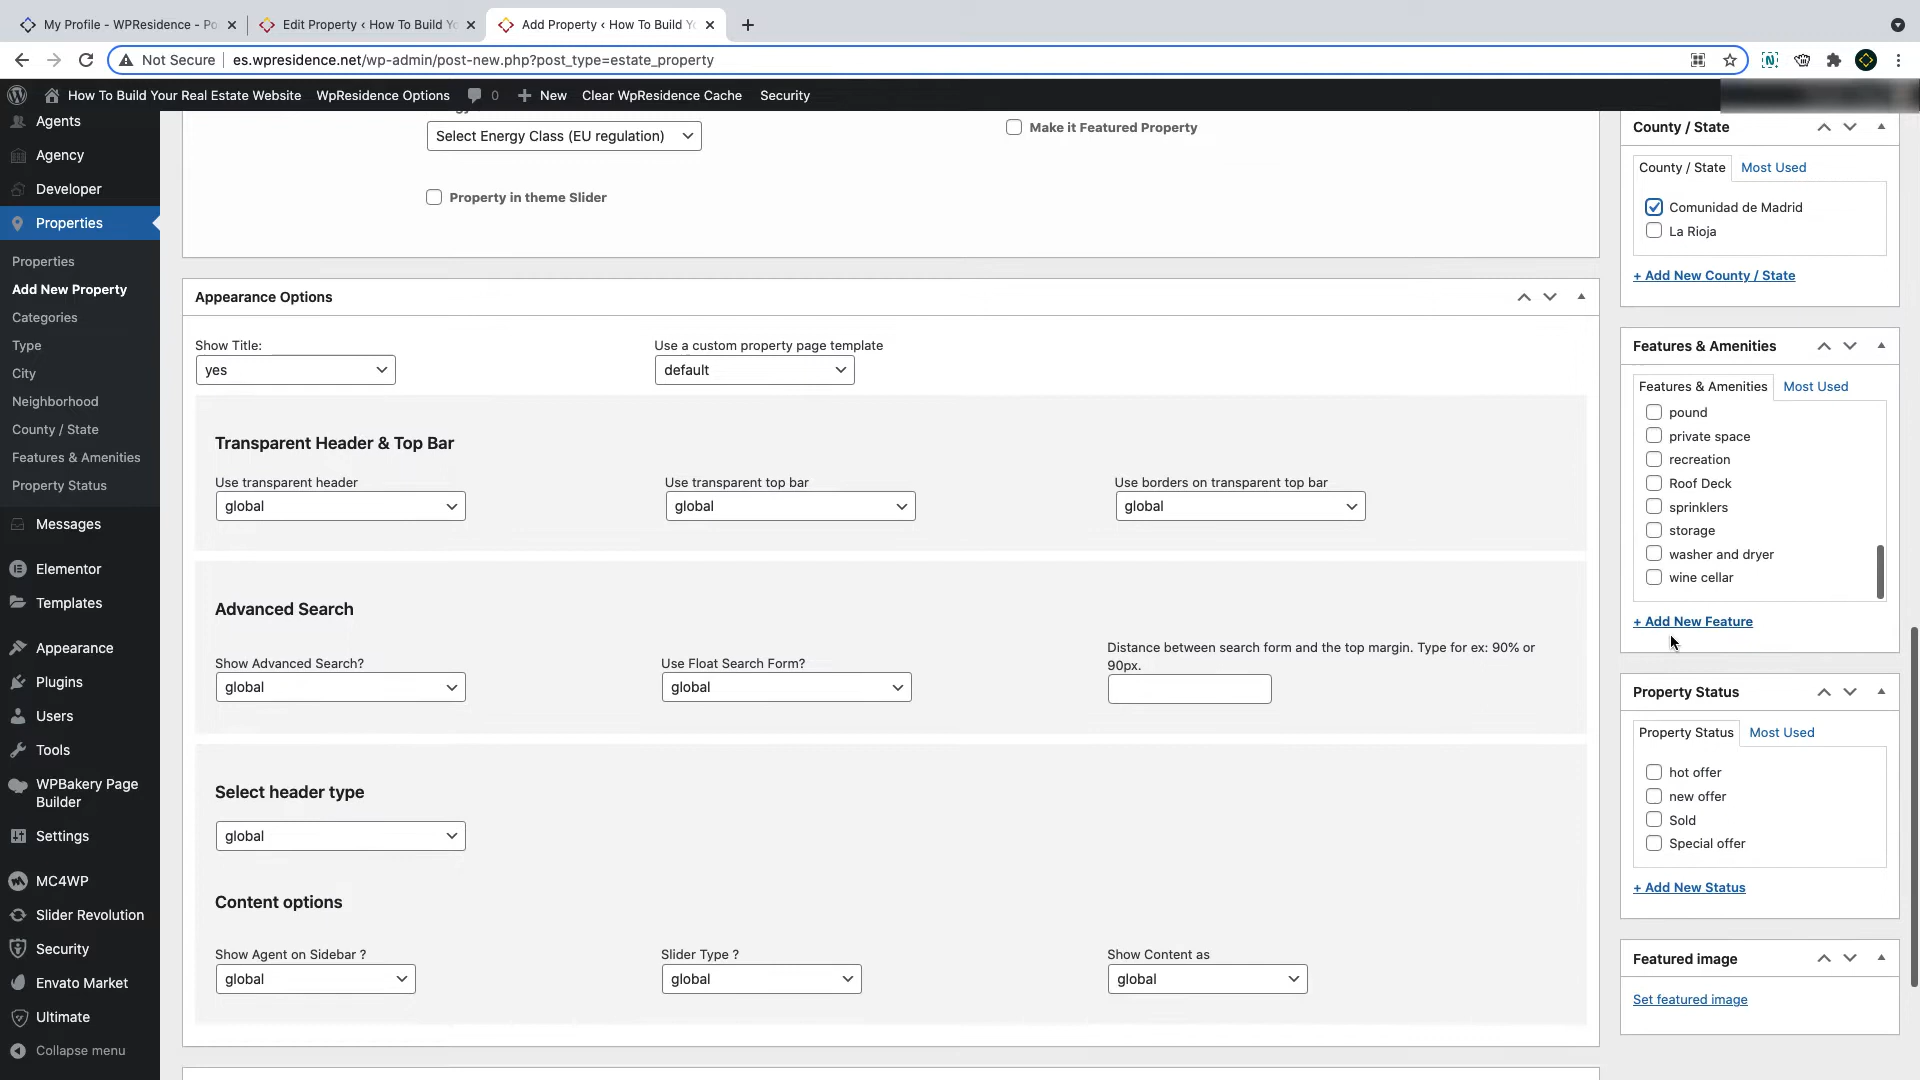 My Profile - WPResidence - Po
Edit Property ‹ How To Build Yo
Add Property ‹ How To Build Yo
Not Secure
es.wpresidence.net/wp-admin/post-new.php?post_type=estate_property
How To Build Your Real Estate Website
WpResidence Options
0
New
Clear WpResidence Cache
Security
Agents
Agency
Developer
Properties
Properties
Add New Property
Categories
Type
City
Neighborhood
County / State
Features & Amenities
Property Status
Messages
Elementor
Templates
Appearance
Plugins
Users
Tools
WPBakery Page
Builder
Settings
MC4WP
Slider Revolution
Security
Envato Market
Ultimate
Collapse menu
Select Energy Class (EU regulation)
Make it Featured Property
Property in theme Slider
Appearance Options
Show Title:
yes
Use a custom property page template
default
Transparent Header & Top Bar
Use transparent header
global
Use transparent top bar
global
Use borders on transparent top bar
global
Advanced Search
Show Advanced Search?
global
Use Float Search Form?
global
Distance between search form and the top margin. Type for ex: 90% or
90px.
Select header type
global
Content options
Show Agent on Sidebar ?
global
Slider Type ?
global
Show Content as
global
County / State
County / State
Most Used
Comunidad de Madrid
La Rioja
+ Add New County / State
Features & Amenities
Features & Amenities
Most Used
pound
private space
recreation
Roof Deck
sprinklers
storage
washer and dryer
wine cellar
+ Add New Feature
Property Status
Property Status
Most Used
hot offer
new offer
Sold
Special offer
+ Add New Status
Featured image
Set featured image